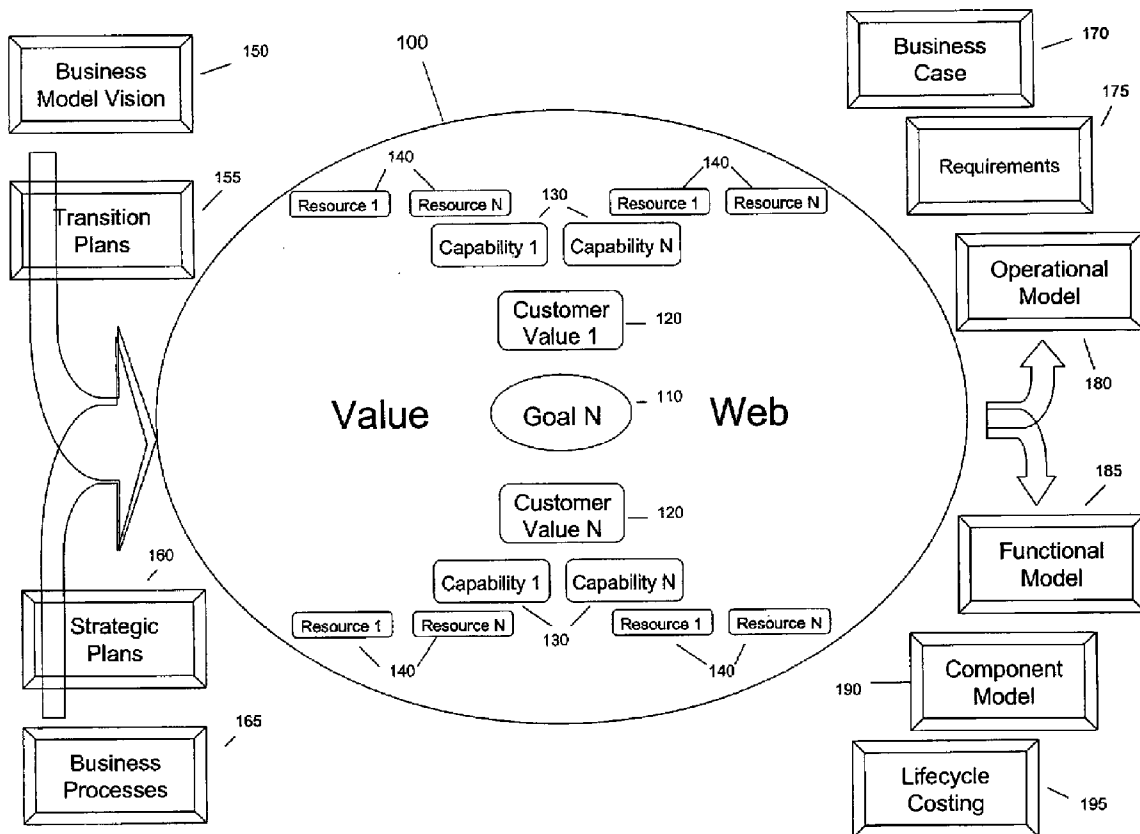 Business
Model Vision
150
Transition
Plans
155
160
Strategic
Plans
Business
Processes
165
100
140
140
Resource 1
Resource N
130
Resource 1
Resource N
Capability 1
Capability N
Customer
Value 1
120
Value
Goal N
110
Web
Customer
Value N
120
Capability 1
Capability N
Resource 1
Resource N
130
Resource 1
Resource N
140
140
Business
Case
170
175
Requirements
Operational
Model
180
185
Functional
Model
190
Component
Model
Lifecycle
Costing
195